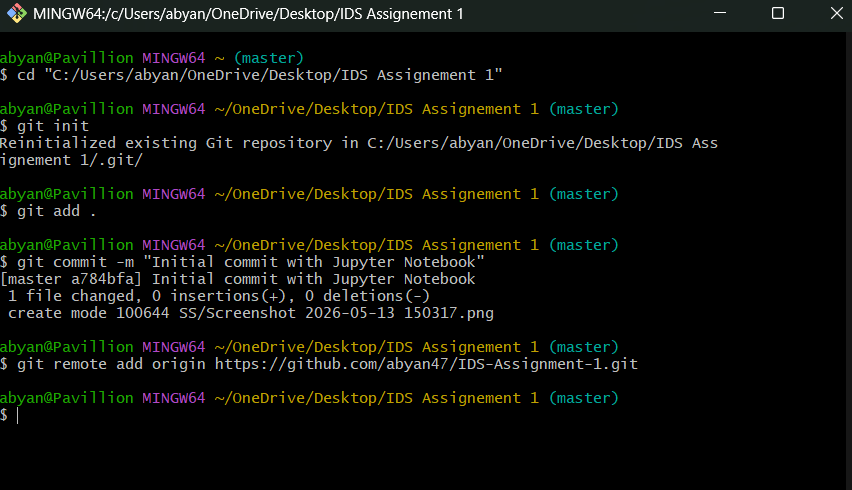 MINGW64:/c/Users/abyan/OneDrive/Desktop/IDS Assignement 1
abyan@Pavillion MINGW64 ~ (master)
$ cd "C:/Users/abyan/OneDrive/Desktop/IDS Assignement 1"
abyan@Pavillion MINGW64 ~/OneDrive/Desktop/IDS Assignement 1 (master)
$ git init
Reinitialized existing Git repository in C:/Users/abyan/OneDrive/Desktop/IDS Ass
ignement 1/.git/
abyan@Pavillion MINGW64 ~/OneDrive/Desktop/IDS Assignement 1 (master)
$ git add .
abyan@Pavillion MINGW64 ~/OneDrive/Desktop/IDS Assignement 1 (master)
$ git commit -m "Initial commit with Jupyter Notebook"
[master a784bfa] Initial commit with Jupyter Notebook
 1 file changed, 0 insertions(+), 0 deletions(-)
 create mode 100644 SS/Screenshot 2026-05-13 150317.png
abyan@Pavillion MINGW64 ~/OneDrive/Desktop/IDS Assignement 1 (master)
$ git remote add origin https://github.com/abyan47/IDS-Assignment-1.git
abyan@Pavillion MINGW64 ~/OneDrive/Desktop/IDS Assignement 1 (master)
$